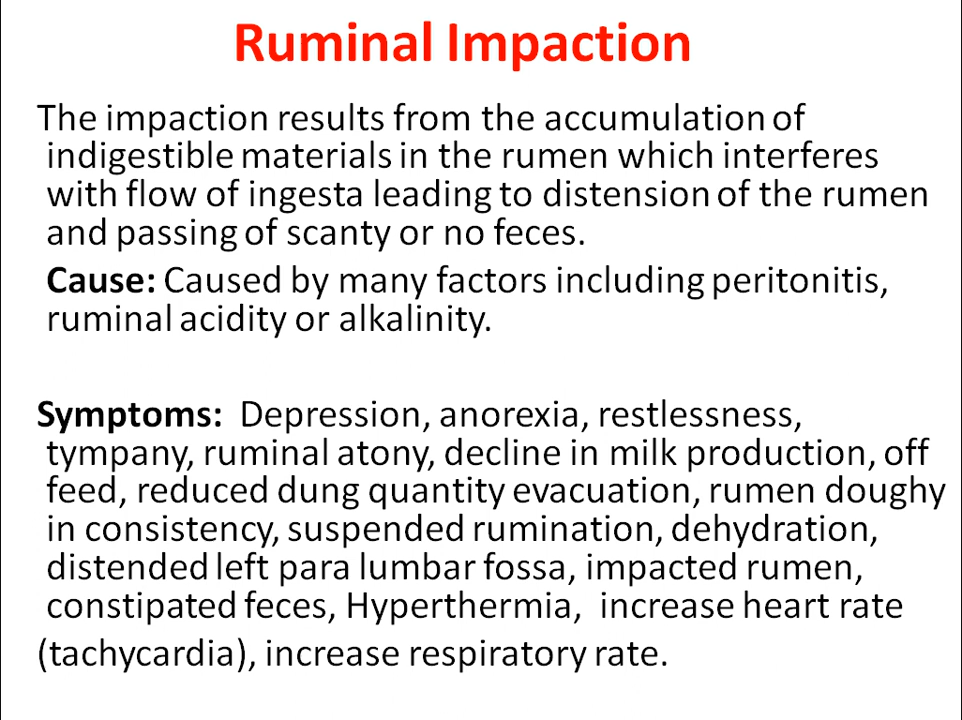 Ruminal Impaction
The impaction results from the accumulation of
indigestible materials in the rumen which interferes
with flow of ingesta leading to distension of the rumen
and passing of scanty or no feces.
Cause: Caused by many factors including peritonitis,
ruminal acidity or alkalinity.
Symptoms: Depression, anorexia, restlessness,
tympany, ruminal atony, decline in milk production, off
feed, reduced dung quantity evacuation, rumen doughy
in consistency, suspended rumination, dehydration,
distended left para lumbar fossa, impacted rumen,
constipated feces, Hyperthermia, increase heart rate
(tachycardia), increase respiratory rate.